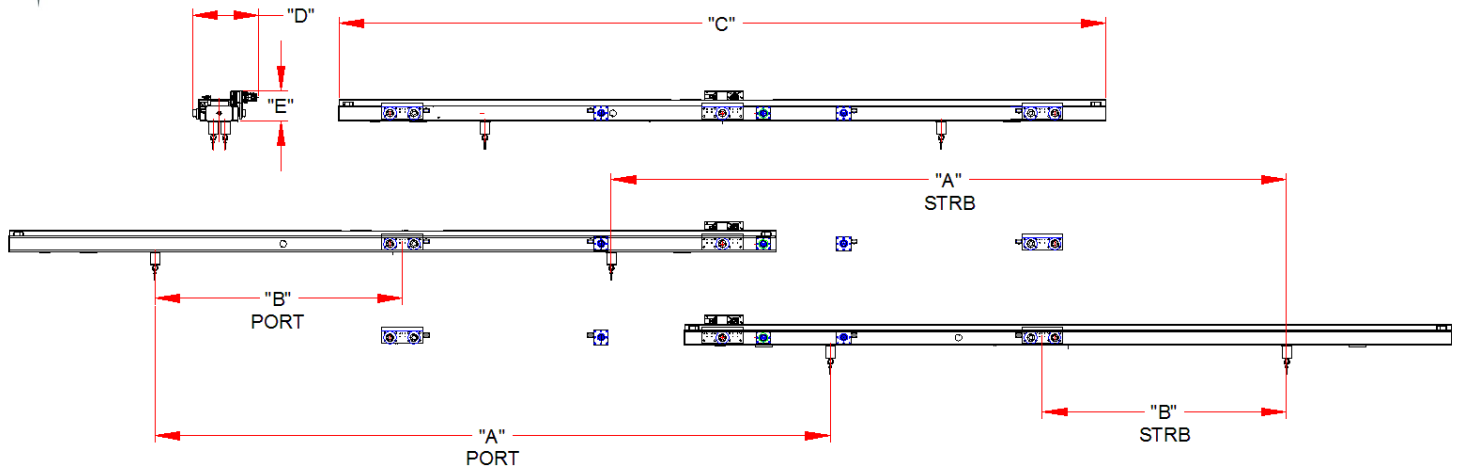 "D"
"C"
"E"
"A"
STRB
"B"
PORT
"B"
STRB
"A"
PORT